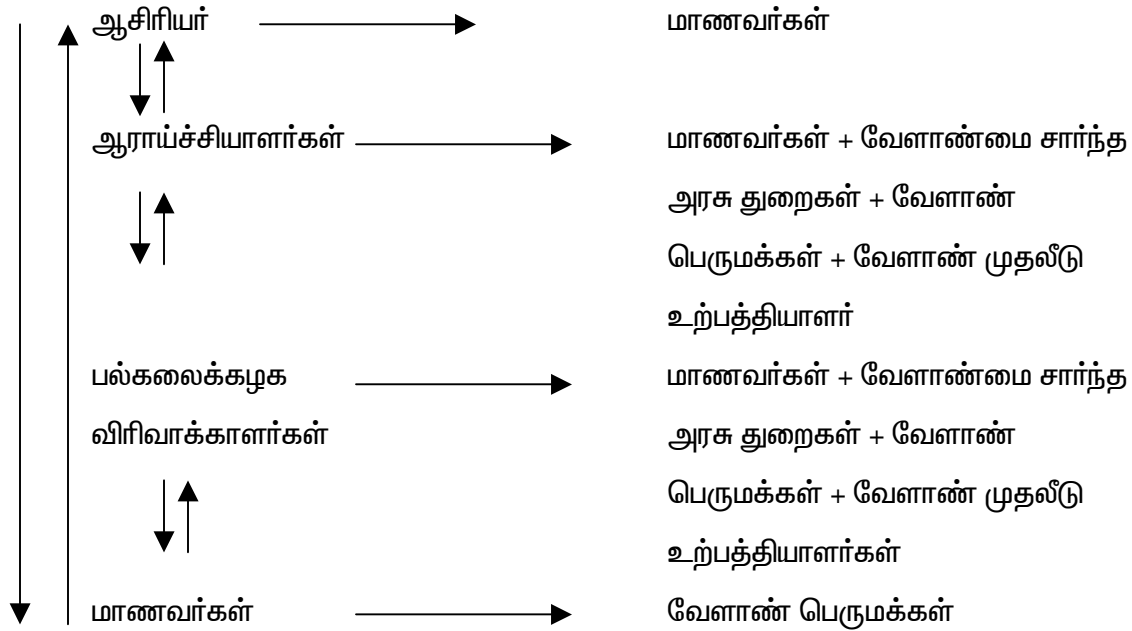 ஆசிரியர் மாணவர்கள்
ஆராய்ச்சியாளர்கள் மாணவர்கள் + வேளாண்மை சார்ந்த
அரசு துறைகள் + வேளாண்
பெருமக்கள் + வேளாண் முதலீடு
உற்பத்தியாளர்
பல்கலைக்கழக மாணவர்கள் + வேளாண்மை சார்ந்த
விரிவாக்காளர்கள் அரசு துறைகள் + வேளாண்
பெருமக்கள் + வேளாண் முதலீடு
உற்பத்தியாளர்கள்
மாணவர்கள் வேளாண் பெருமக்கள்